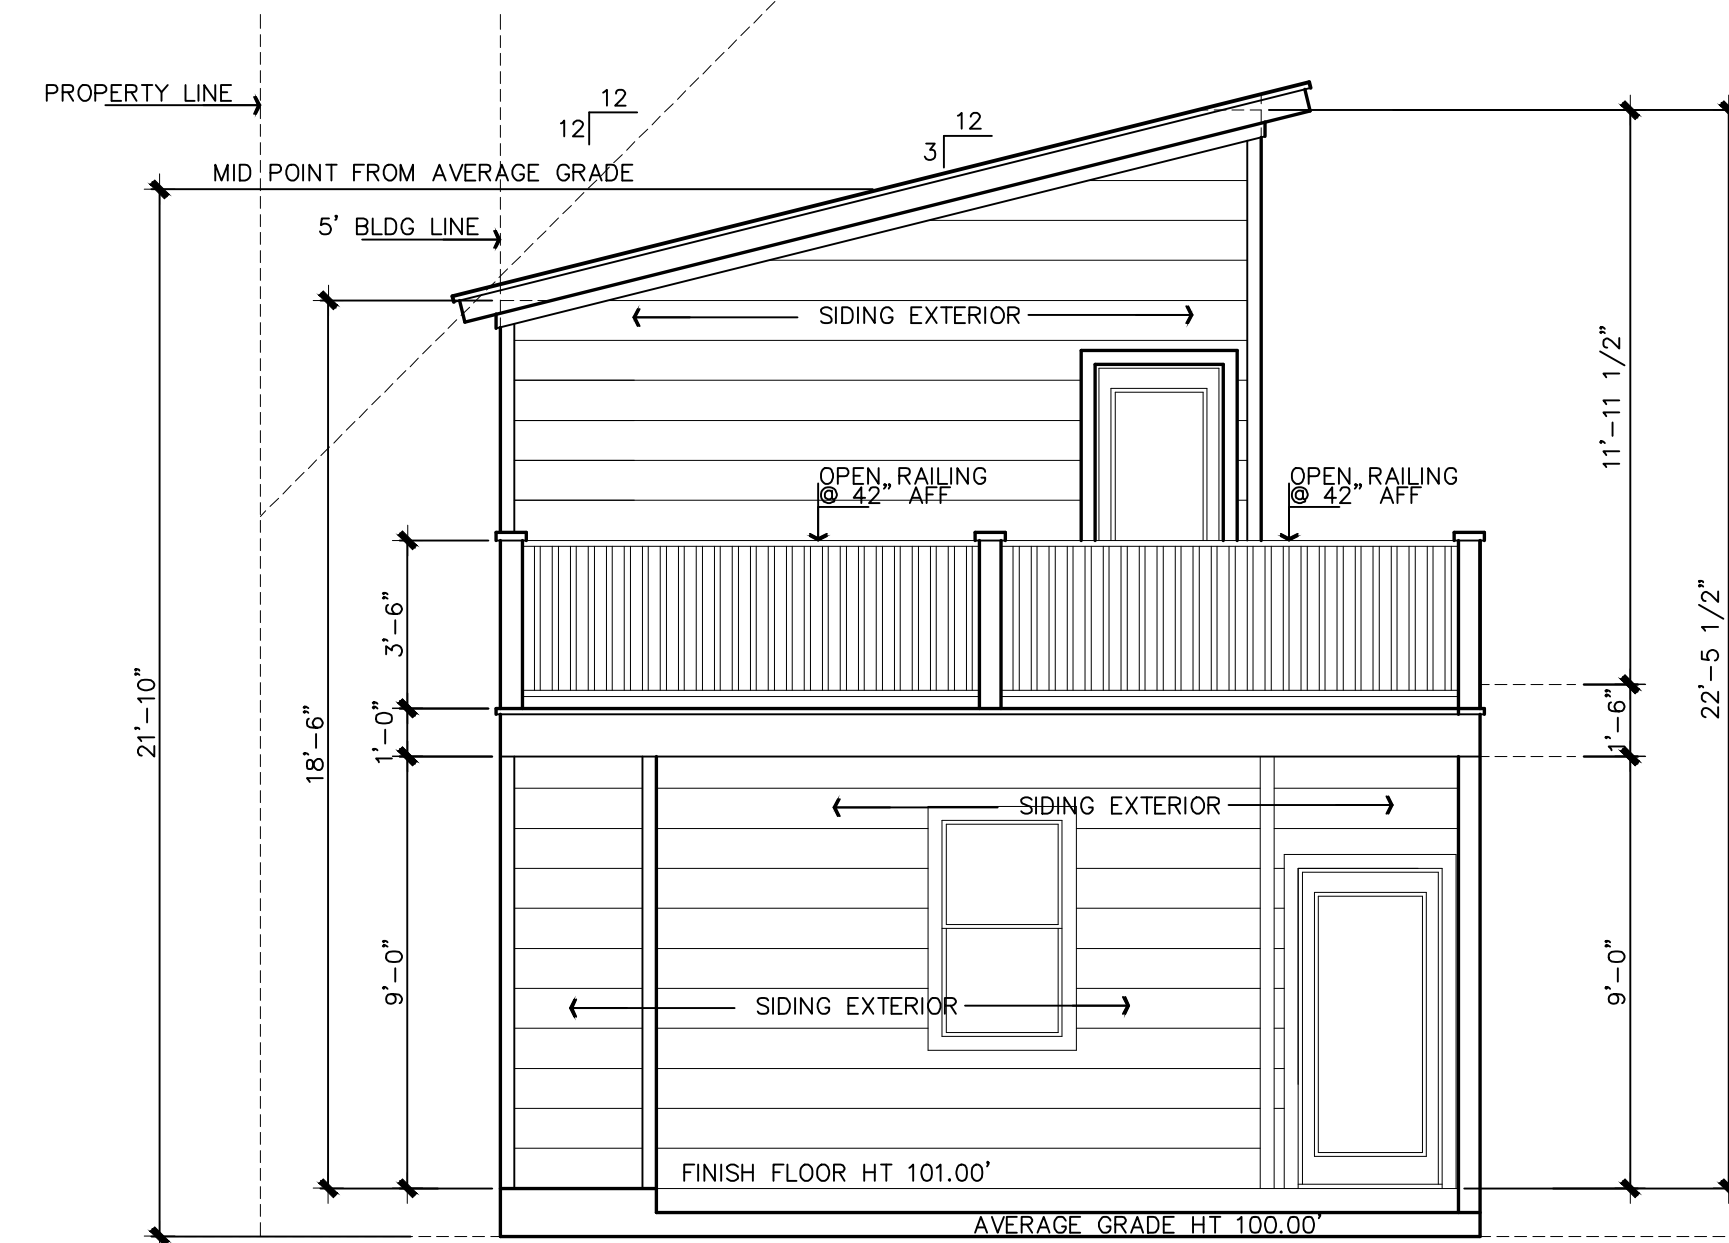 PROPERTY LINE
12
12
12
3
MID POINT FROM AVERAGE GRADE
5' BLDG LINE
SIDING EXTERIOR
11'-11 1/2"
OPEN RAILING
@ 42" AFF
OPEN RAILING
@ 42" AFF
3'-6"
22'-5 1/2"
21'-10"
18'-6"
1'-0"
1'-6"
SIDING EXTERIOR
9'-0"
9'-0"
SIDING EXTERIOR
FINISH FLOOR HT 101.00'
AVERAGE GRADE HT 100.00'